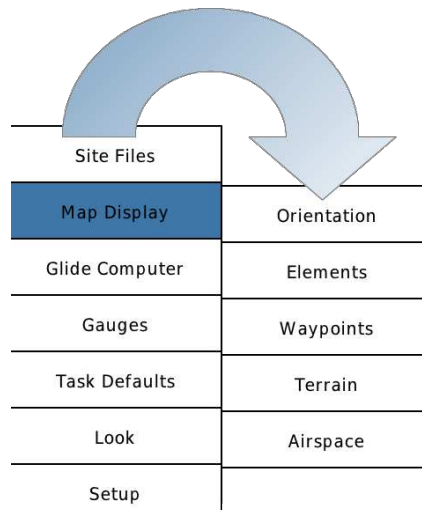 Site Files
Map Display
Glide Computer
Gauges
Task Defaults
Look
Setup
Orientation
Elements
Waypoints
Terrain
Airspace